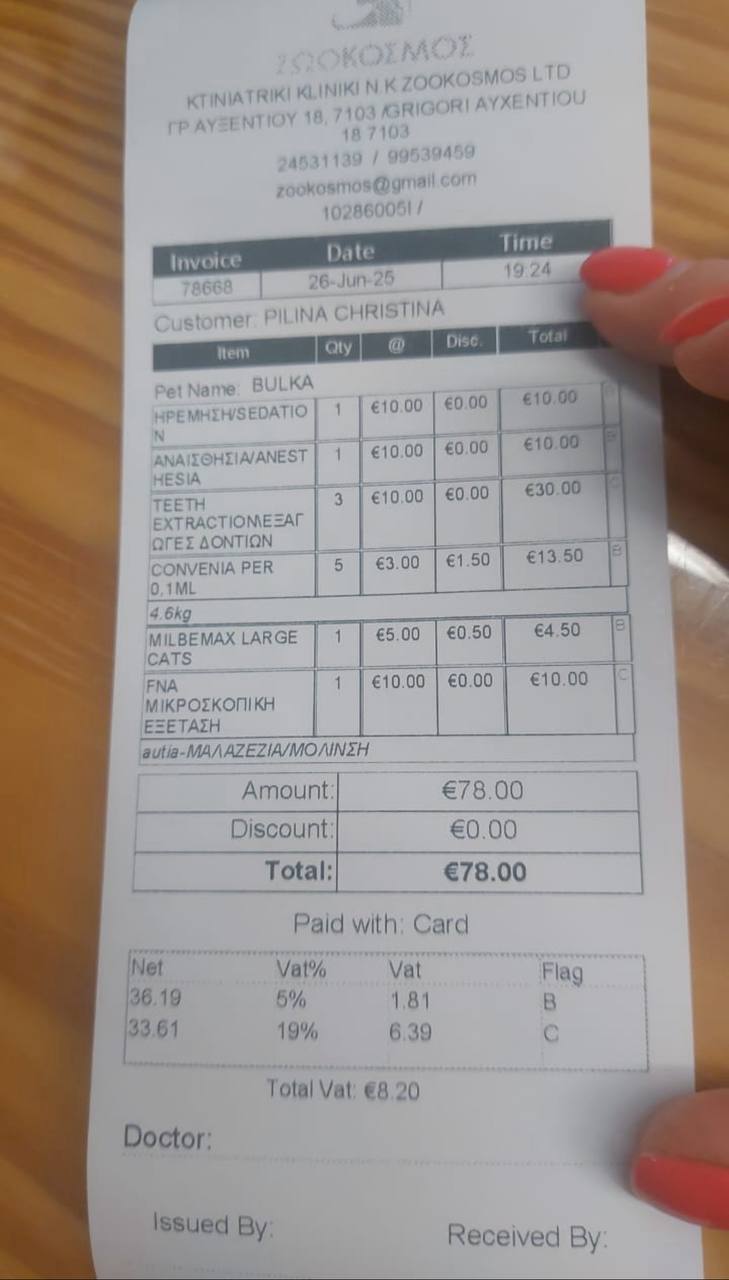 ΖΩΟΚΟΣΜΟΣ
KTINIATRIKI KLINIKI N.K ZOOKOSMOS LTD
ΓΡ.ΑΥΞΕΝΤΙΟΥ 18, 7103 /GRIGORI AYXENTIOU
18 7103
24531139 / 99539459
zookosmos@gmail.com
10286005I /
Invoice Date Time
78668 26-Jun-25 19:24
Customer: PILINA CHRISTINA
Item Qty @ Disc. Total
Pet Name: BULKA
ΗΡΕΜΗΣΗ/SEDATIO 1 €10.00 €0.00 €10.00
N
ΑΝΑΙΣΘΗΣΙΑ/ANEST 1 €10.00 €0.00 €10.00
HESIA
TEETH 3 €10.00 €0.00 €30.00
EXTRACTION\ΕΞΑΓ
ΩΓΕΣ ΔΟΝΤΙΩΝ
CONVENIA PER 5 €3.00 €1.50 €13.50 B
0,1ML
4.6kg
MILBEMAX LARGE 1 €5.00 €0.50 €4.50 B
CATS
FNA 1 €10.00 €0.00 €10.00 C
ΜΙΚΡΟΣΚΟΠΙΚΗ
ΕΞΕΤΑΣΗ
autia-ΜΑΛΑΖΕΖΙΑ/ΜΟΛΙΝΣΗ
Amount: €78.00
Discount: €0.00
Total: €78.00
Paid with: Card
Net Vat% Vat Flag
36.19 5% 1.81 B
33.61 19% 6.39 C
Total Vat: €8.20
Doctor:
Issued By: Received By: